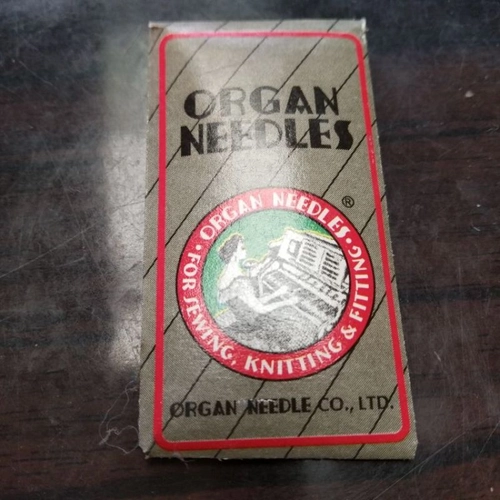 ORGAN
NEEDLES
®
ORGAN NEEDLES
• FOR SEWING, KNITTING & FITTING •
ORGAN NEEDLE CO., LTD.